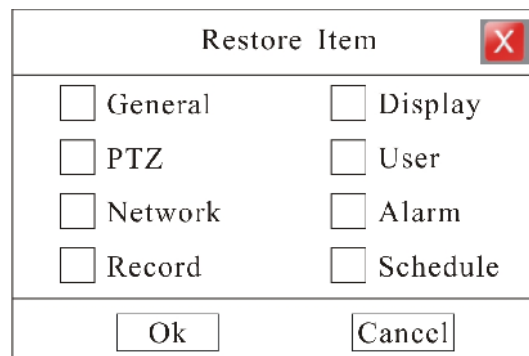 Restore Item X
General Display
PTZ User
Network Alarm
Record Schedule
Ok Cancel